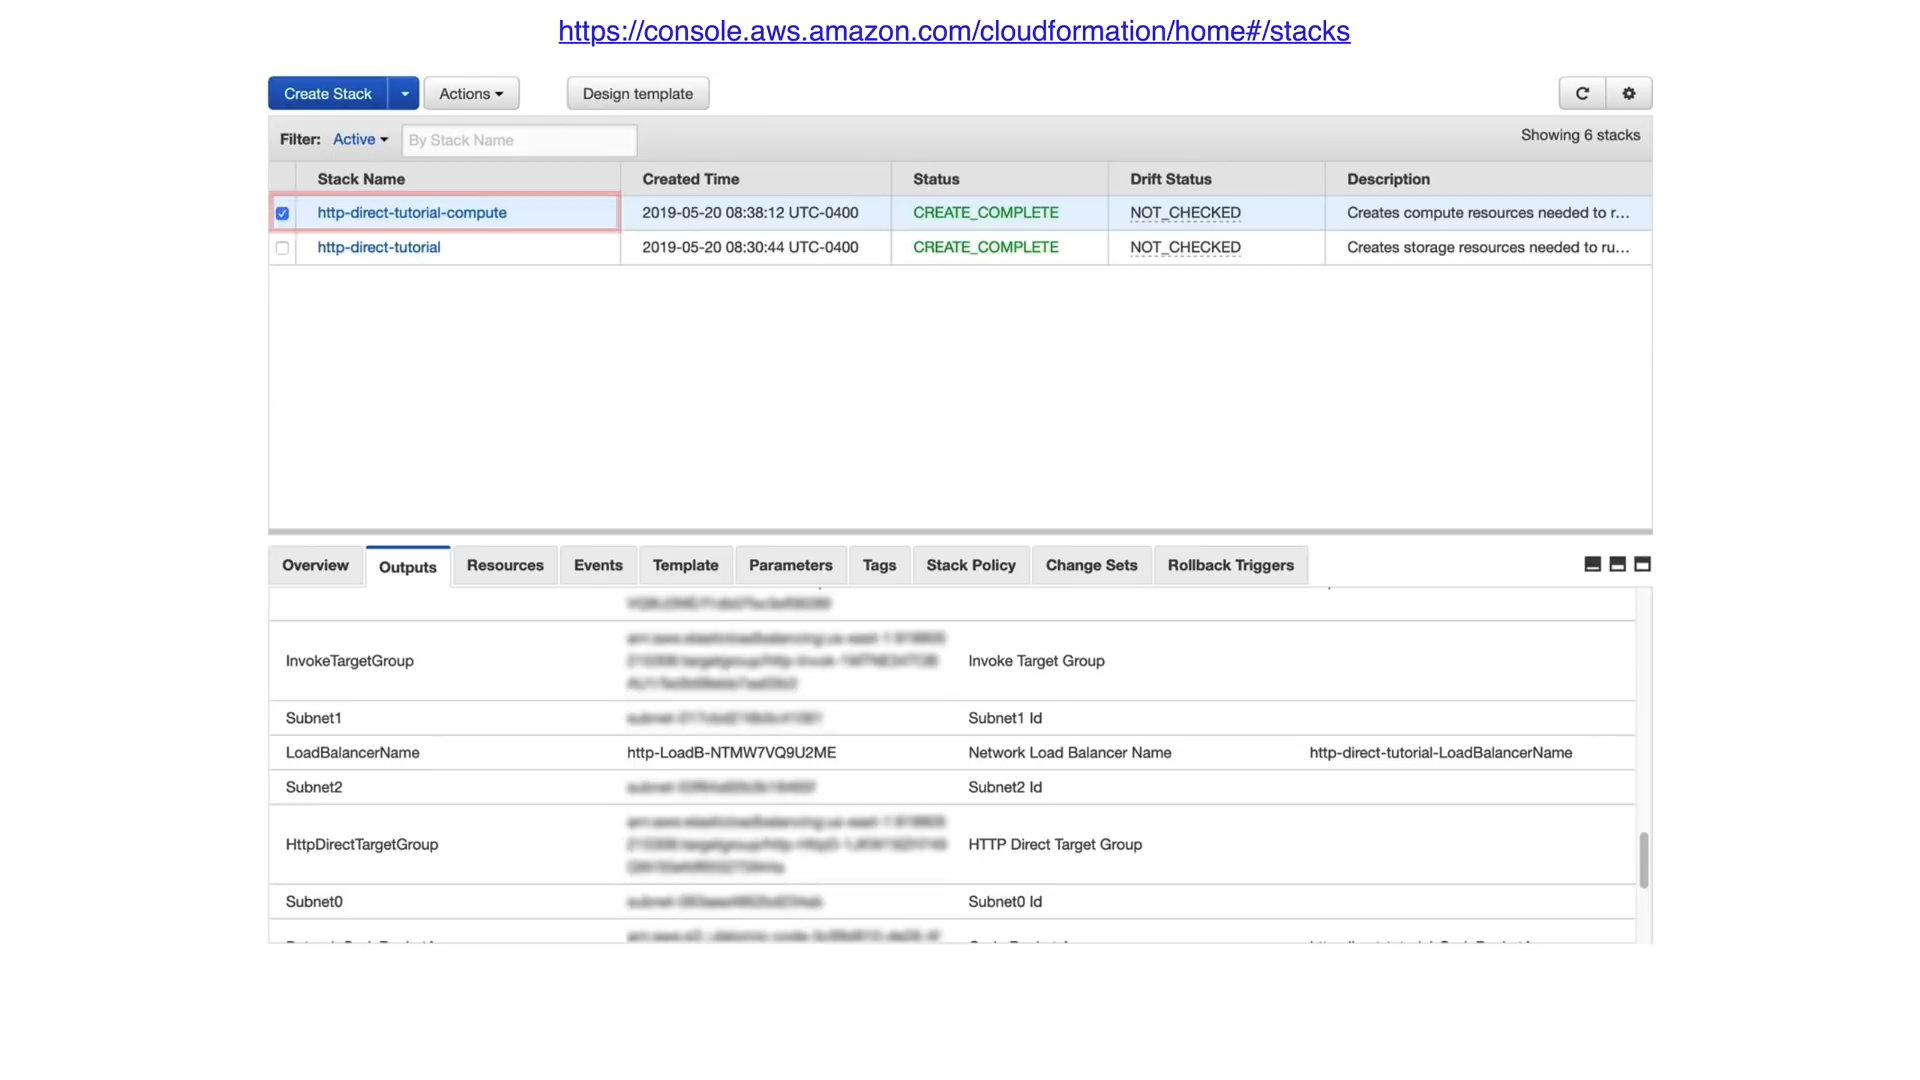 https://console.aws.amazon.com/cloudformation/home#/stacks
Create Stack Actions Design template
Filter: Active By Stack Name Showing 6 stacks
Stack Name Created Time Status Drift Status Description
http-direct-tutorial-compute 2019-05-20 08:38:12 UTC-0400 CREATE_COMPLETE NOT_CHECKED Creates compute resources needed to r...
http-direct-tutorial 2019-05-20 08:30:44 UTC-0400 CREATE_COMPLETE NOT_CHECKED Creates storage resources needed to ru...
Overview Outputs Resources Events Template Parameters Tags Stack Policy Change Sets Rollback Triggers
InvokeTargetGroup Invoke Target Group
Subnet1 Subnet1 Id
LoadBalancerName http-LoadB-NTMW7VQ9U2ME Network Load Balancer Name http-direct-tutorial-LoadBalancerName
Subnet2 Subnet2 Id
HttpDirectTargetGroup HTTP Direct Target Group
Subnet0 Subnet0 Id